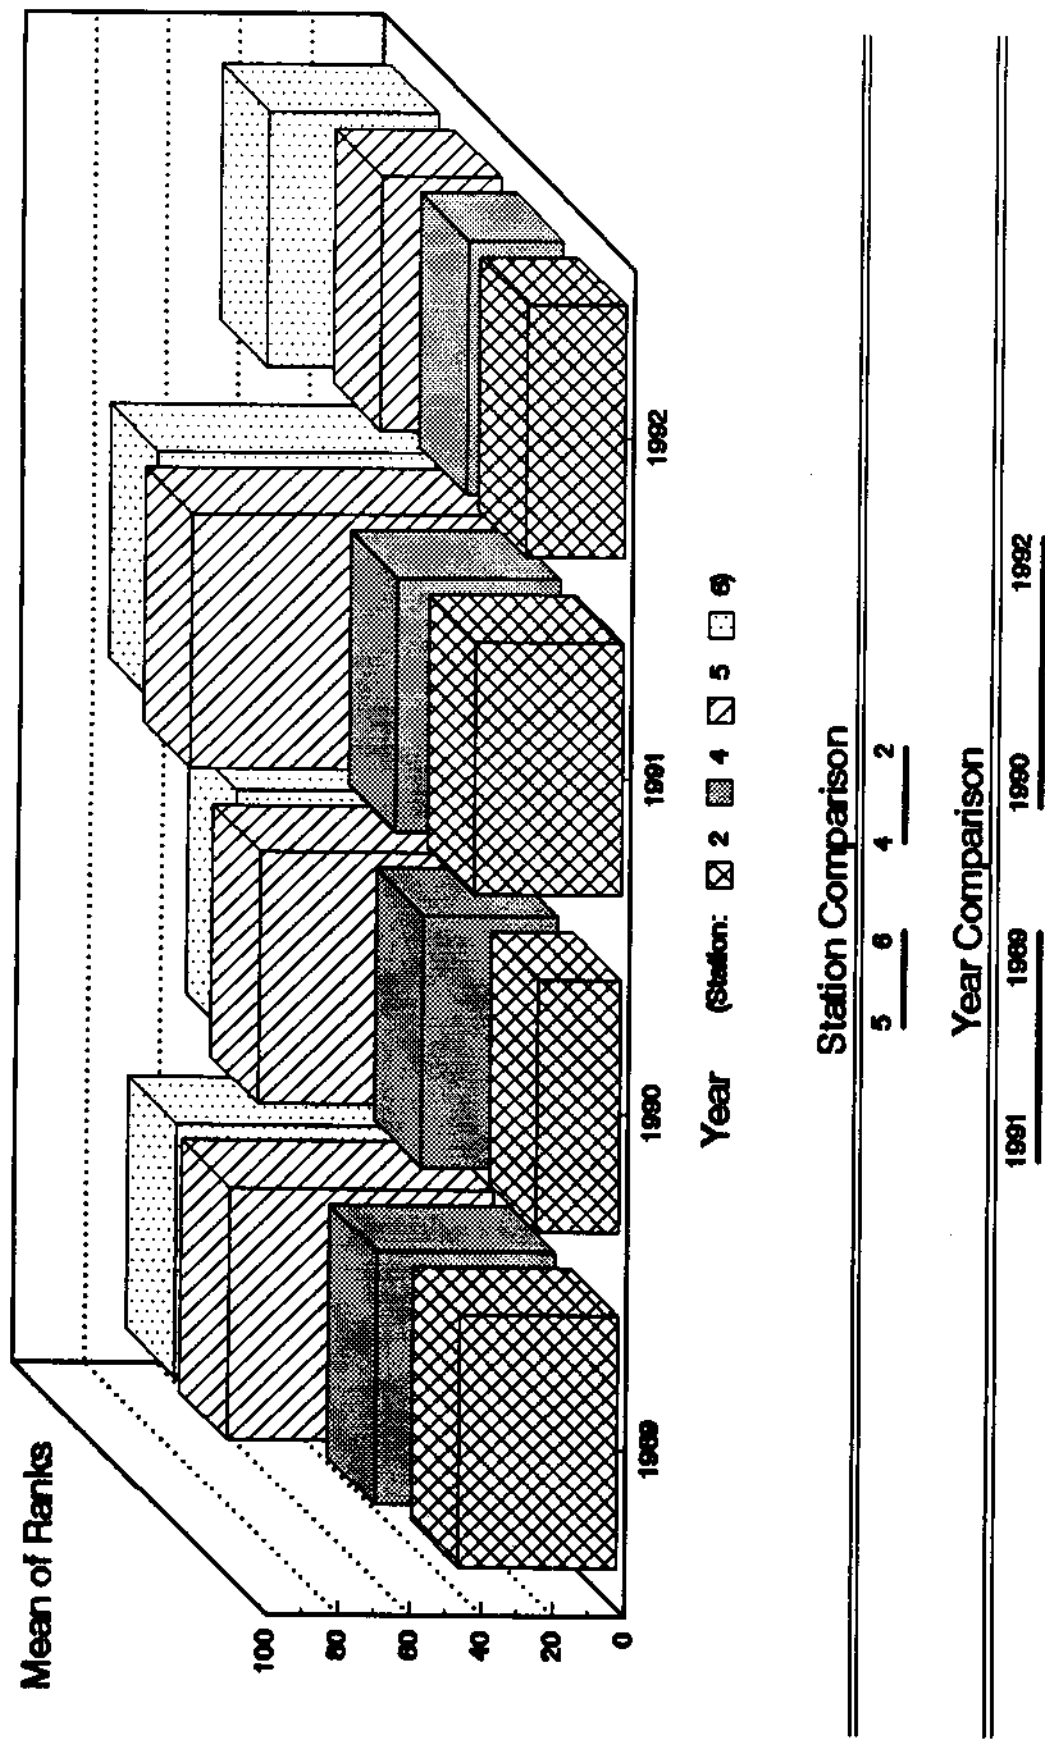 Mean of Ranks
100
80
60
40
20
0
1989 1990 1991 1992
Year (Station: 2 4 5 6)
Station Comparison
5 6 4 2
Year Comparison
1991 1989 1990 1992